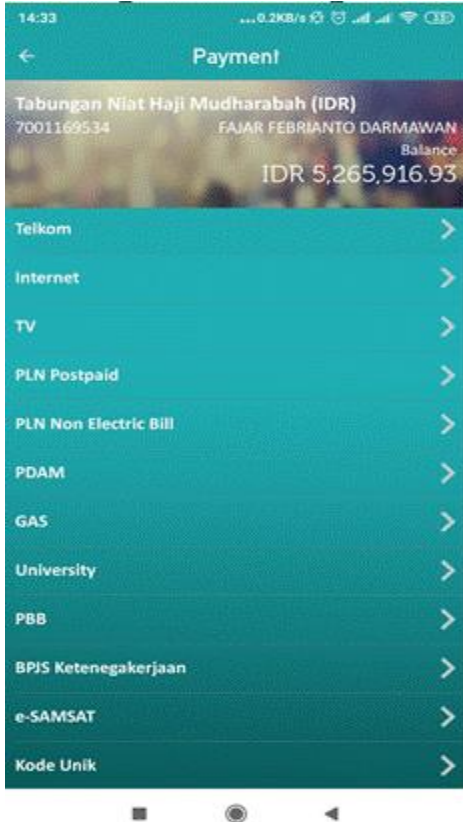 14:33 ...0.2KB/s
Payment
Tabungan Niat Haji Mudharabah (IDR)
7001169534 FAJAR FEBRIANTO DARMAWAN
Balance
IDR 5,265,916.93
Telkom
Internet
TV
PLN Postpaid
PLN Non Electric Bill
PDAM
GAS
University
PBB
BPJS Ketenegakerjaan
e-SAMSAT
Kode Unik